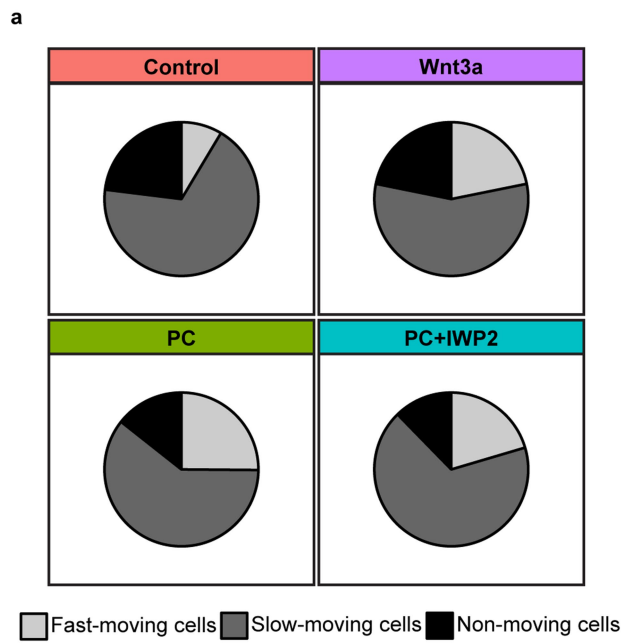 a
Control
Wnt3a
PC
PC+IWP2
Fast-moving cells Slow-moving cells Non-moving cells